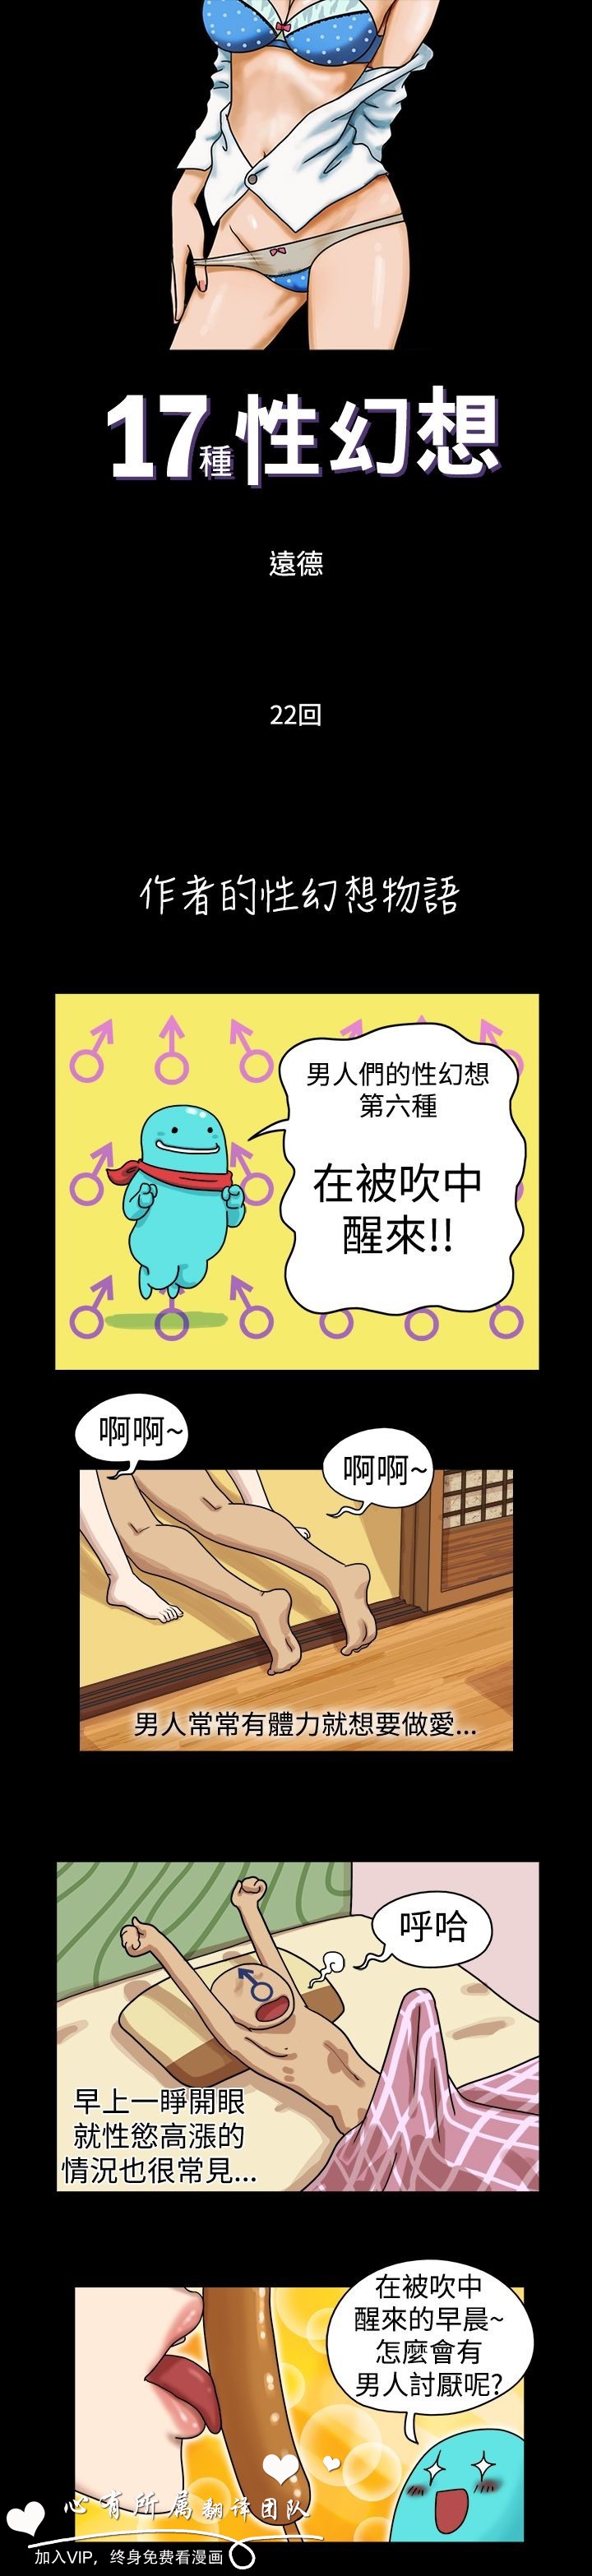 17種性幻想
遠德
22回
作者的性幻想物語
男人們的性幻想
第六種
在被吹中
醒來!!
啊啊~
啊啊~
男人常常有體力就想要做愛...
呼哈
早上一睜開眼
就性慾高漲的
情況也很常見...
在被吹中
醒來的早晨~
怎麼會有
男人討厭呢?
心有所属翻译团队
加入VIP，终身免费看漫画